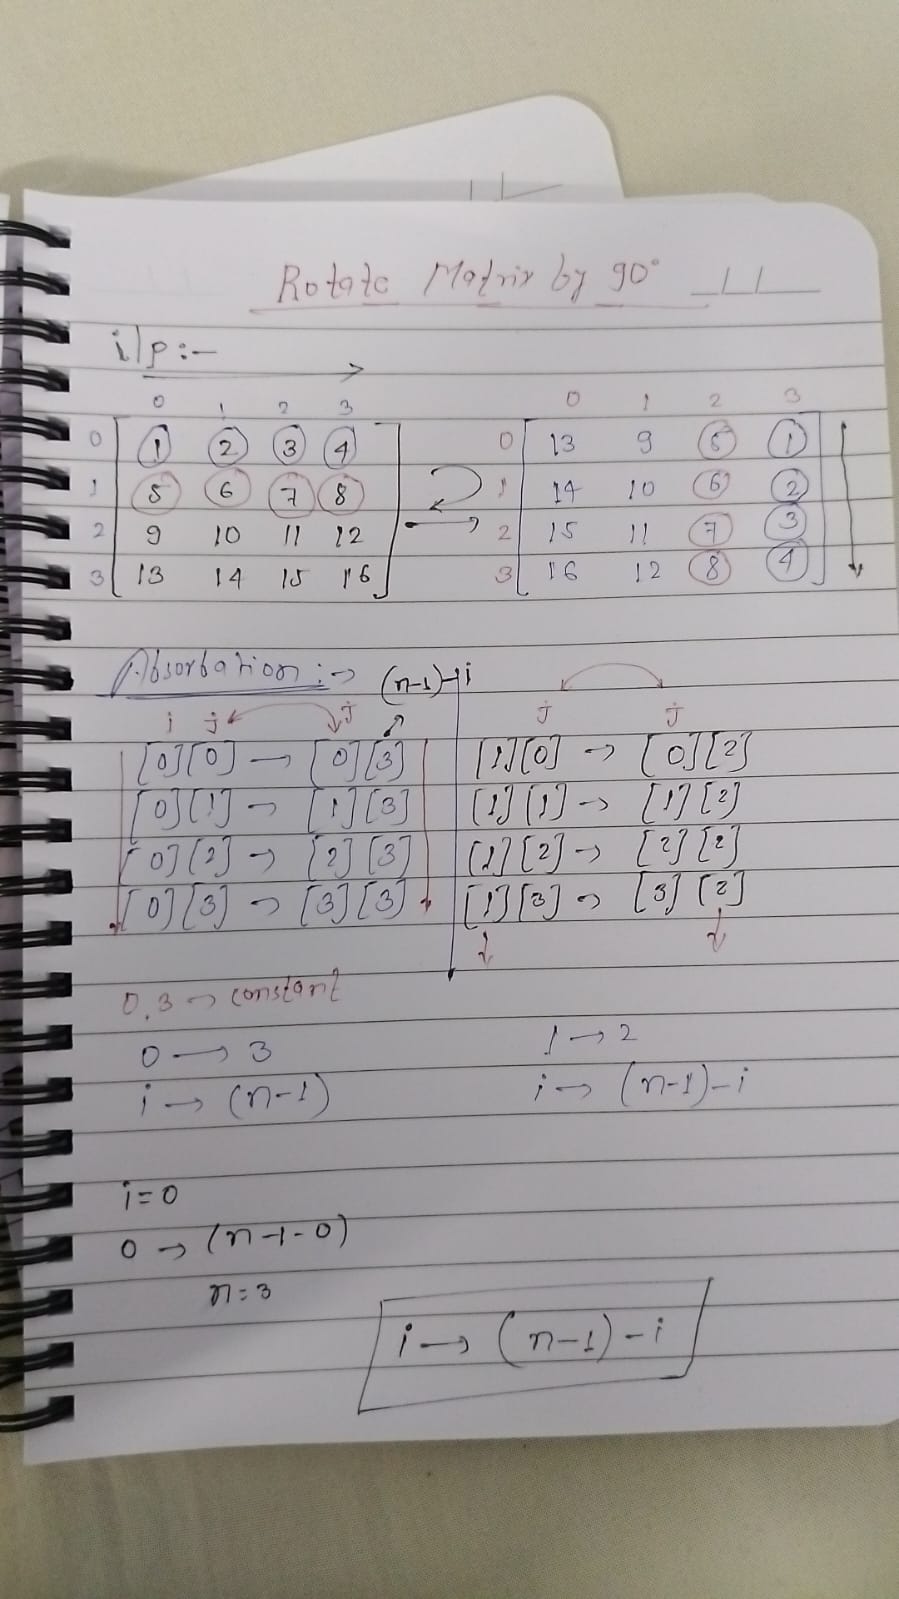 Rotate Matrix by 90°
i/p :-
0 1 2 3
0 1 2 3 4
1 5 6 7 8
2 9 10 11 12
3 13 14 15 16
0 1 2 3
0 13 9 5 1
1 14 10 6 2
2 15 11 7 3
3 16 12 8 4
Absorbation :→ (n-1)-i
i j j
[0][0] → [0][3]
[0][1] → [1][3]
[0][2] → [2][3]
[0][3] → [3][3]
j j
[1][0] → [0][2]
[1][1] → [1][2]
[1][2] → [2][2]
[1][3] → [3][2]
0,3 → constant
0 → 3
i → (n-1)
1 → 2
i → (n-1)-i
i=0
0 → (n-1-0)
n=3
i → (n-1)-i